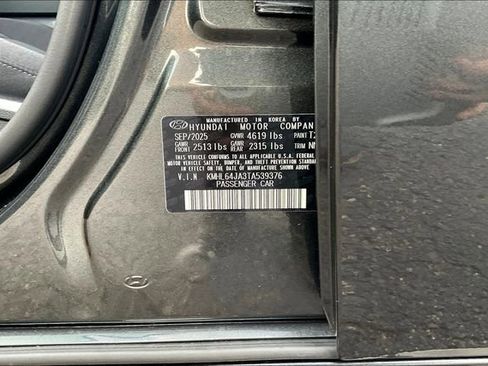 MANUFACTURED IN KOREA BY
HYUNDAI MOTOR COMPAN
SEP/2025 GVWR 4619 lbs PAINT
GAWR FRONT 2513 lbs GAWR REAR 2315 lbs TRIM
THIS VEHICLE CONFORMS TO ALL APPLICABLE U.S.A. FEDERAL
MOTOR VEHICLE SAFETY, BUMPER, AND THEFT PREVENTION STANDARD
IN EFFECT ON THE DATE OF MANUFACTURE SHOWN ABOVE.
V.I.N KMHL64JA3TA539376
PASSENGER CAR